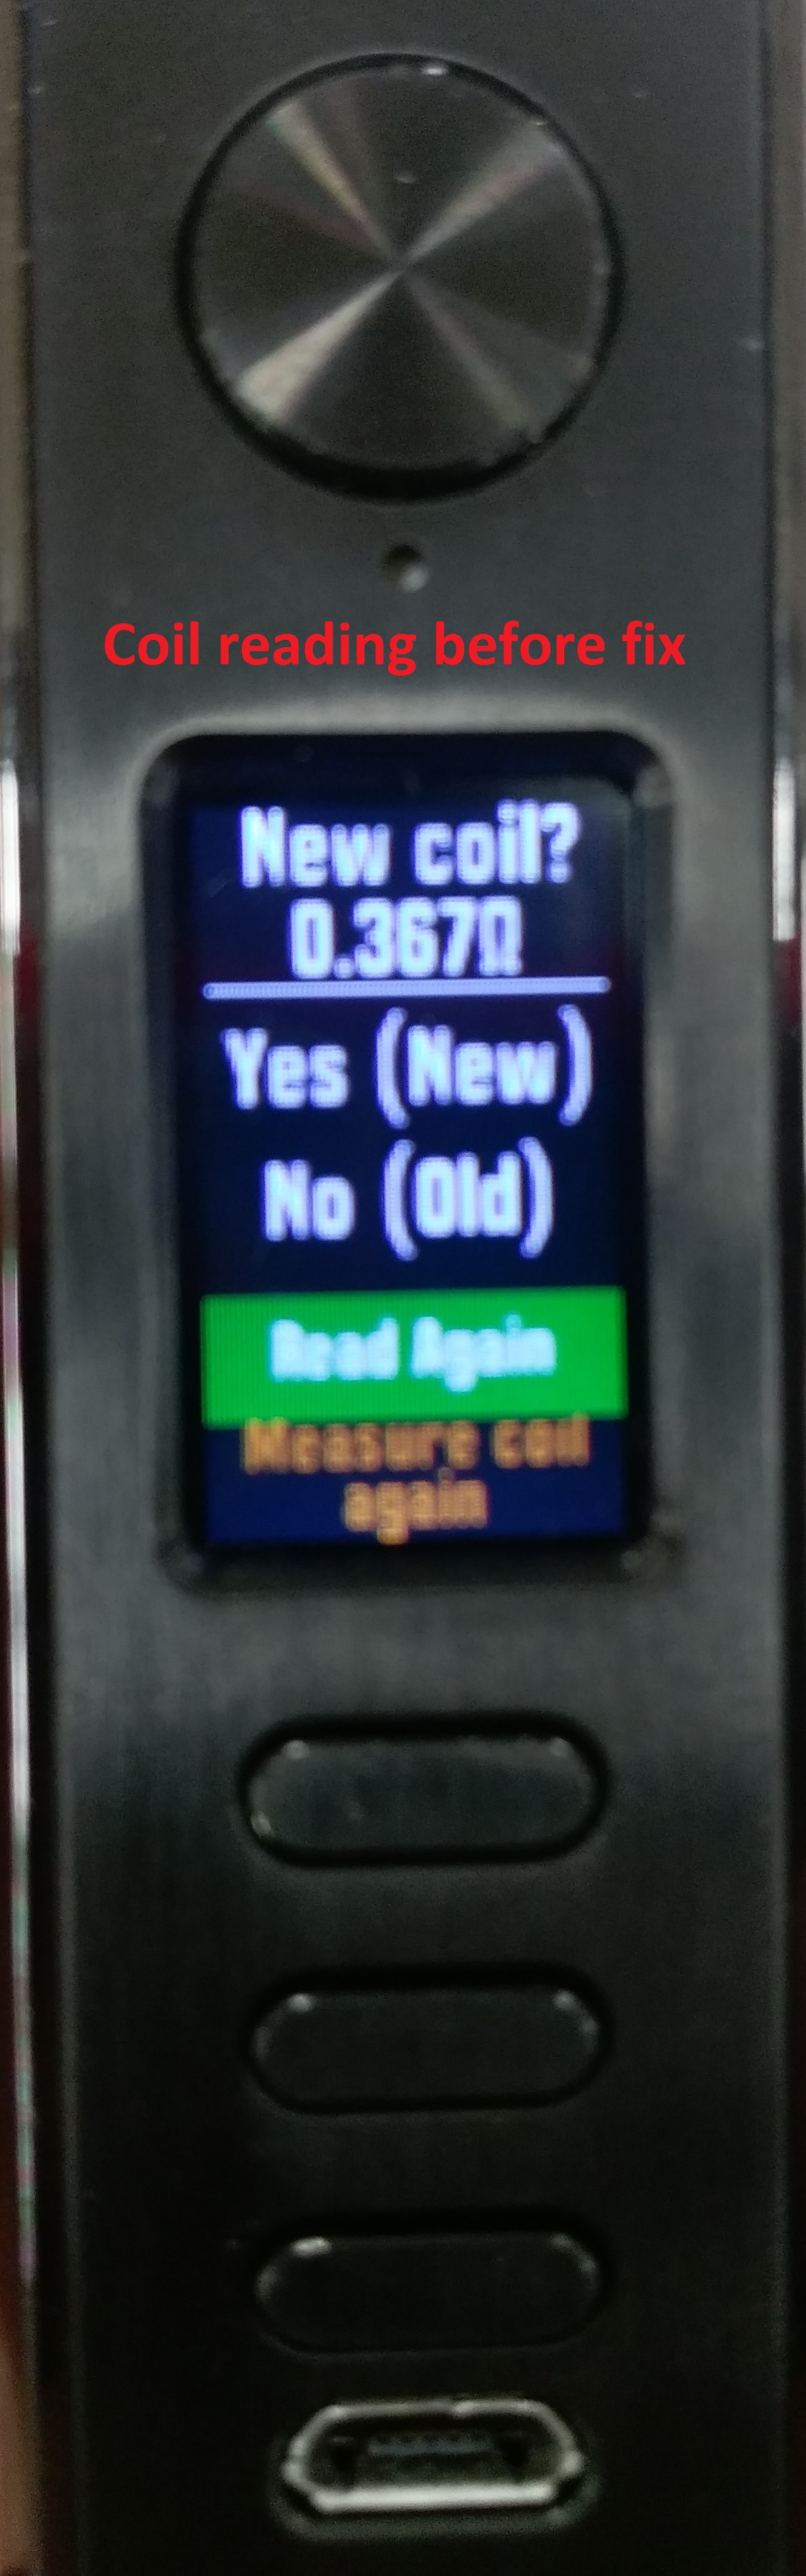 Coil reading before fix
New coil?
0.367Ω
Yes (New)
No (Old)
Read Again
Measure coil
again